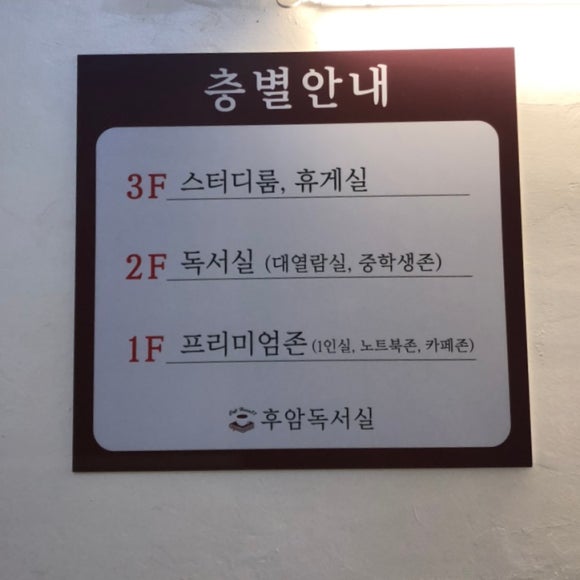 층별안내
3F 스터디룸, 휴게실
2F 독서실 (대열람실, 중학생존)
1F 프리미엄존 (1인실, 노트북존, 카페존)
후암독서실